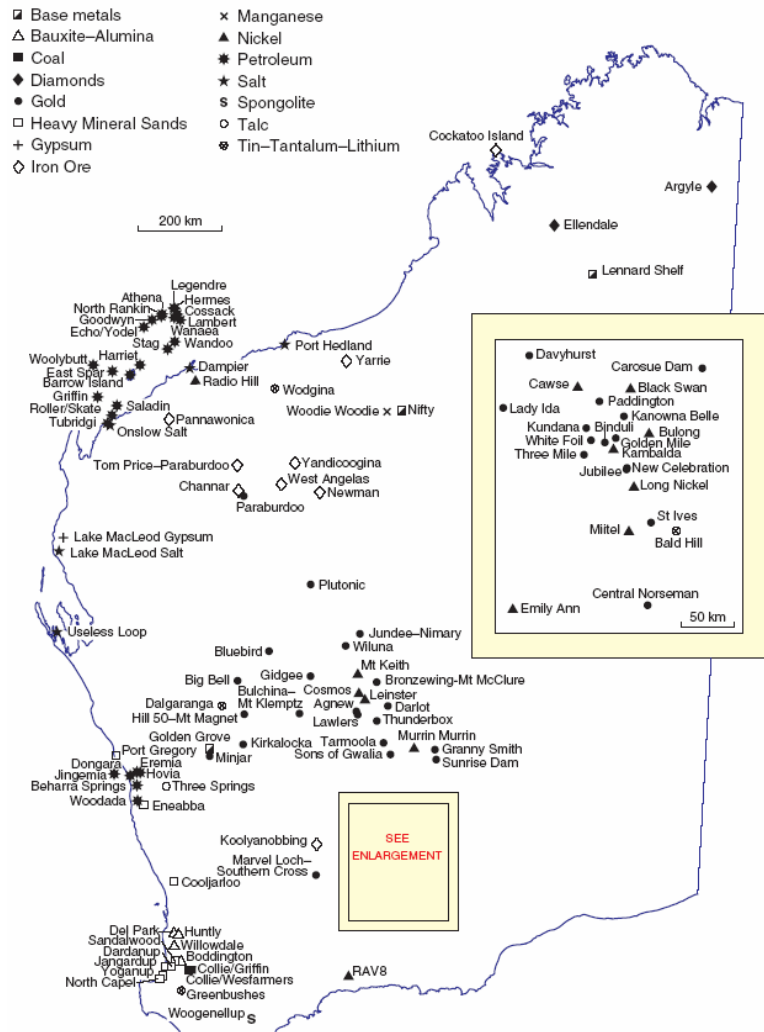 Base metals
Bauxite–Alumina
Coal
Diamonds
Gold
Heavy Mineral Sands
Gypsum
Iron Ore
Manganese
Nickel
Petroleum
Salt
Spongolite
Talc
Tin–Tantalum–Lithium
200 km
Cockatoo Island
Argyle
Ellendale
Lennard Shelf
Legendre
Athena
Hermes
North Rankin
Cossack
Goodwyn
Lambert
Echo/Yodel
Wanaea
Stag
Wandoo
Port Hedland
Woolybutt
Harriet
Yarrie
East Spar
Dampier
Barrow Island
Radio Hill
Wodgina
Griffin
Saladin
Woodie Woodie
Nifty
Roller/Skate
Pannawonica
Tubridgi
Onslow Salt
Tom Price–Paraburdoo
Yandicoogina
West Angelas
Channar
Newman
Paraburdoo
Lake MacLeod Gypsum
Lake MacLeod Salt
Plutonic
Useless Loop
Jundee–Nimary
Wiluna
Bluebird
Mt Keith
Gidgee
Big Bell
Bronzewing-Mt McClure
Bulchina–
Mt Klemptz
Cosmos
Leinster
Dalgaranga
Agnew
Darlot
Hill 50–Mt Magnet
Lawlers
Thunderbox
Golden Grove
Murrin Murrin
Port Gregory
Kirkalocka
Tarmoola
Minjar
Sons of Gwalia
Granny Smith
Sunrise Dam
Dongara
Eremia
Jingemia
Hovia
Beharra Springs
Three Springs
Woodada
Eneabba
Koolyanobbing
Marvel Loch–
Southern Cross
SEE
ENLARGEMENT
Cooljarloo
Del Park
Huntly
Sandalwood
Willowdale
Dardanup
Boddington
Jangardup
Collie/Griffin
Yoganup
Collie/Wesfarmers
North Capel
Greenbushes
RAV8
Woogenellup
Davyhurst
Carosue Dam
Cawse
Black Swan
Paddington
Lady Ida
Kanowna Belle
Kundana
Binduli
Bulong
White Foil
Golden Mile
Three Mile
Kambalda
Jubilee
New Celebration
Long Nickel
St Ives
Miitel
Bald Hill
Central Norseman
Emily Ann
50 km